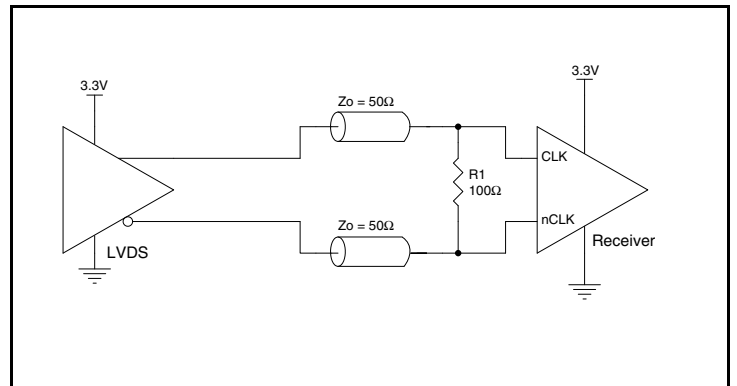 3.3V
3.3V
Zo = 50Ω
CLK
R1
100Ω
nCLK
Zo = 50Ω
Receiver
LVDS